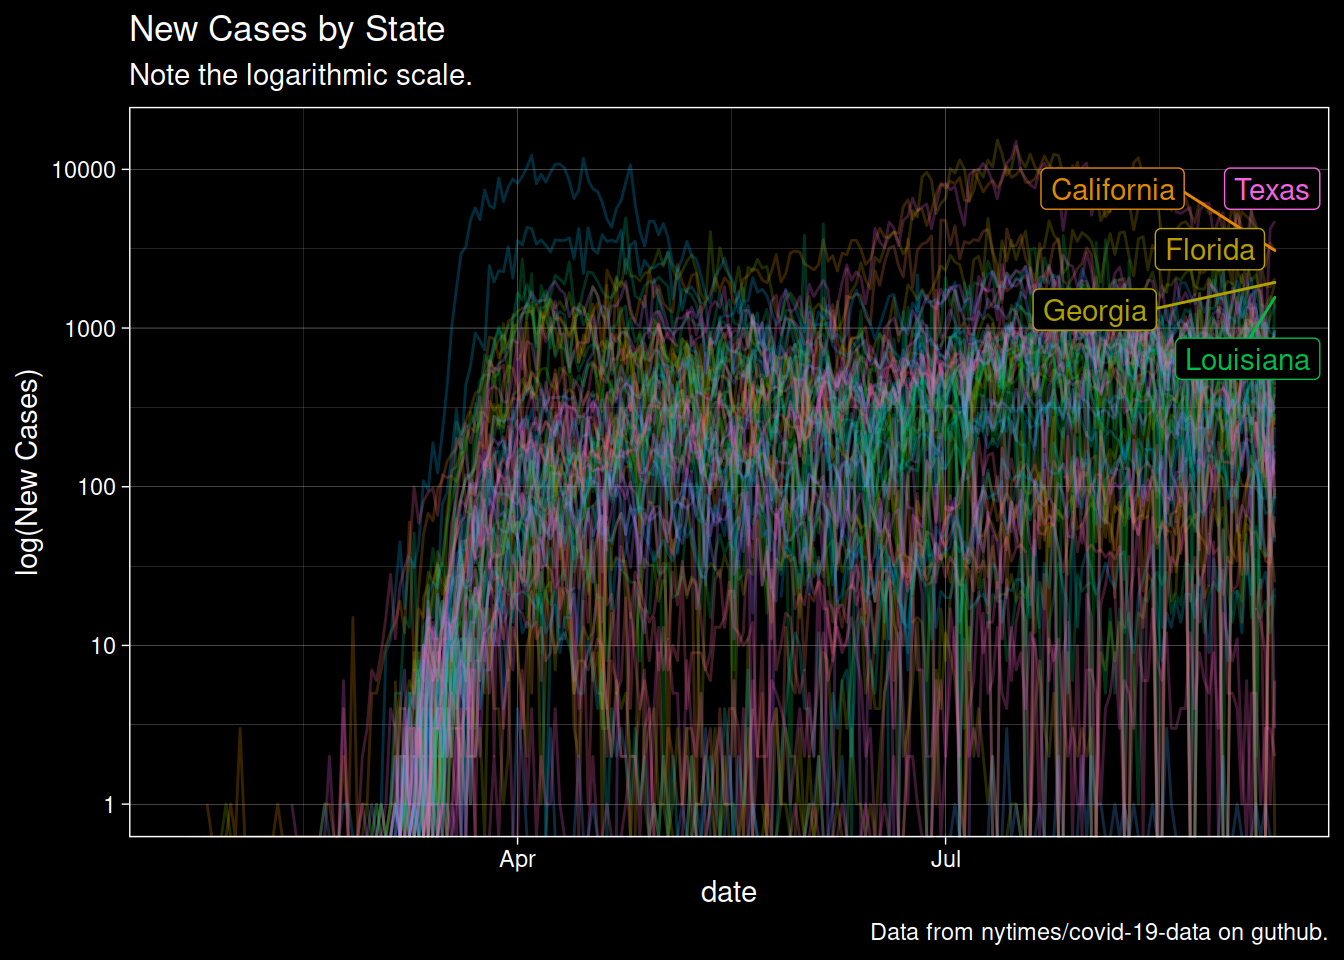 New Cases by State
Note the logarithmic scale.
log(New Cases)
10000
1000
100
10
1
California
Texas
Florida
Georgia
Louisiana
Apr
Jul
date
Data from nytimes/covid-19-data on guthub.